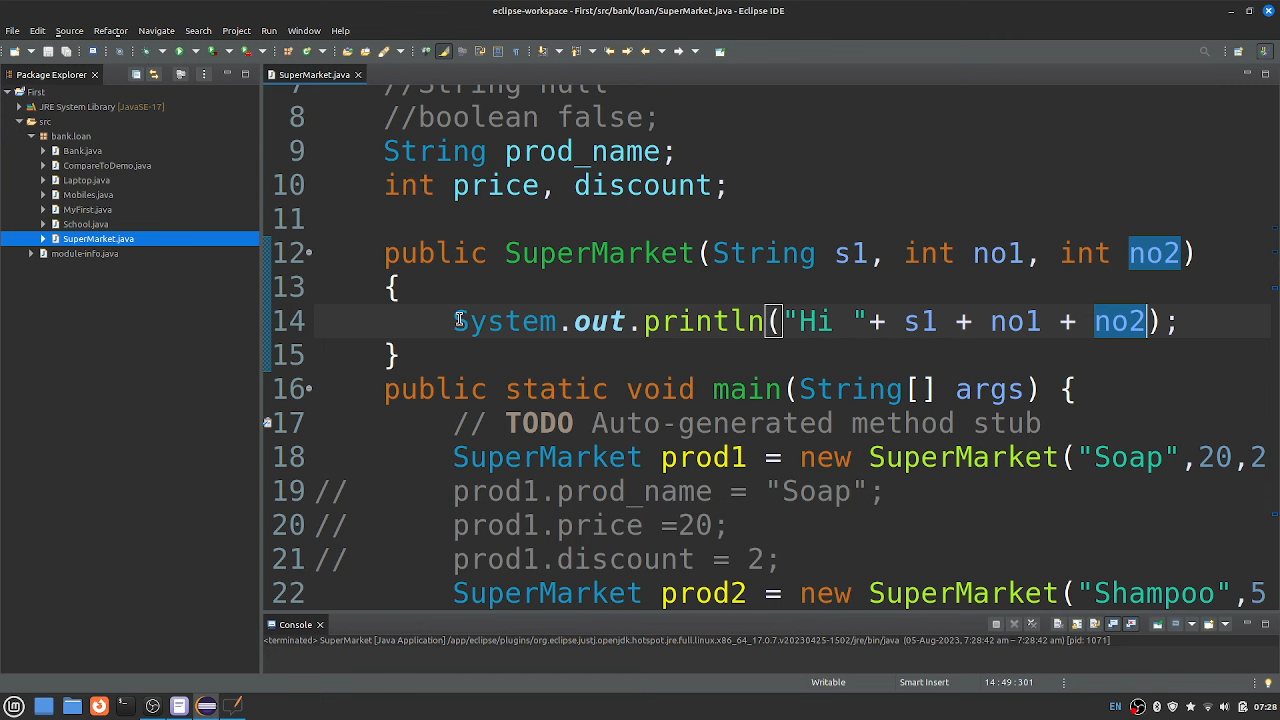 eclipse-workspace - First/src/bank/loan/SuperMarket.java - Eclipse IDE
File Edit Source Refactor Navigate Search Project Run Window Help
Package Explorer
SuperMarket.java
First
JRE System Library [JavaSE-17]
src
bank.loan
Bank.java
CompareToDemo.java
Laptop.java
Mobiles.java
MyFirst.java
School.java
SuperMarket.java
module-info.java
7 //String null
8 //boolean false;
9 String prod_name;
10 int price, discount;
11
12 public SuperMarket(String s1, int no1, int no2)
13 {
14 System.out.println("Hi "+ s1 + no1 + no2);
15 }
16 public static void main(String[] args) {
17 // TODO Auto-generated method stub
18 SuperMarket prod1 = new SuperMarket("Soap",20,2
19 // prod1.prod_name = "Soap";
20 // prod1.price =20;
21 // prod1.discount = 2;
22 SuperMarket prod2 = new SuperMarket("Shampoo",5
Console
<terminated> SuperMarket [Java Application] /app/eclipse/plugins/org.eclipse.justj.openjdk.hotspot.jre.full.linux.x86_64_17.0.7.v20230425-1502/jre/bin/java (05-Aug-2023, 7:28:42 am – 7:28:42 am) [pid: 1071]
Writable Smart Insert 14:49:301
EN 07:28